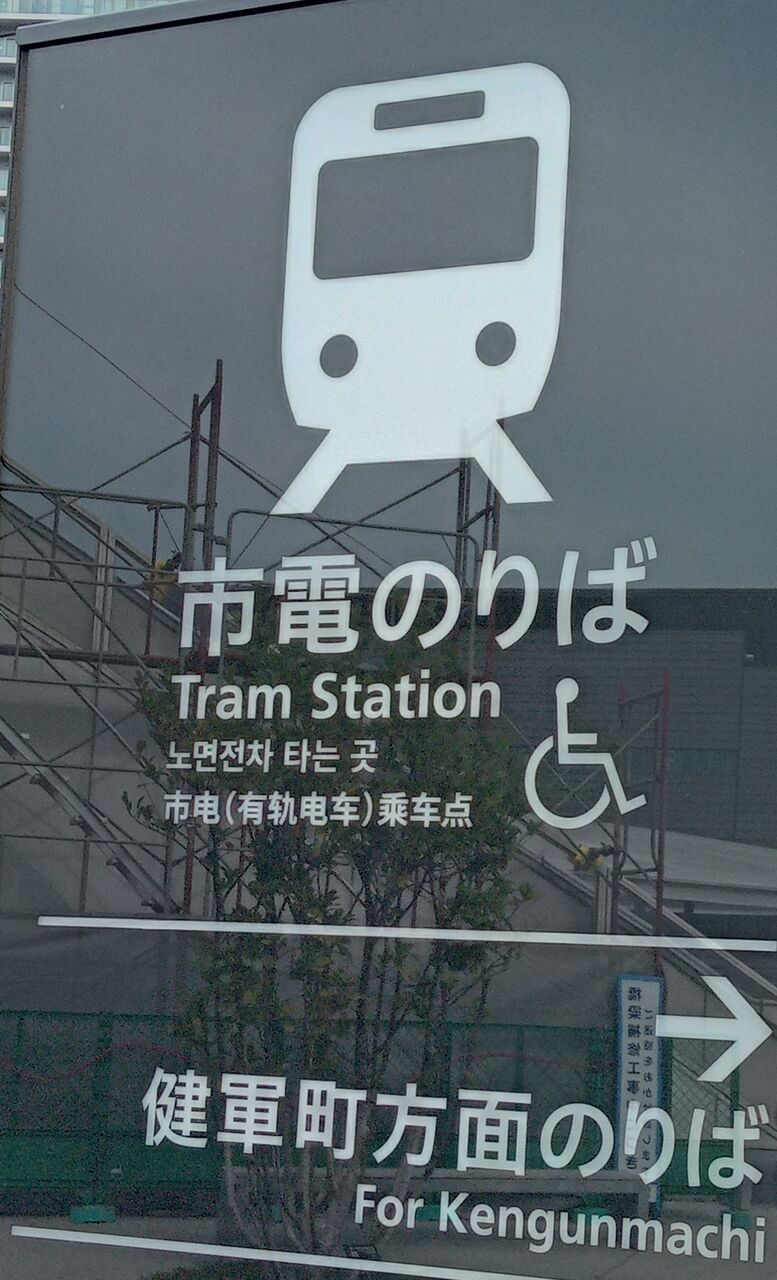 市電のりば
Tram Station
노면전차 타는 곳
市电(有轨电车)乘车点
健軍町方面のりば
For Kengunmachi